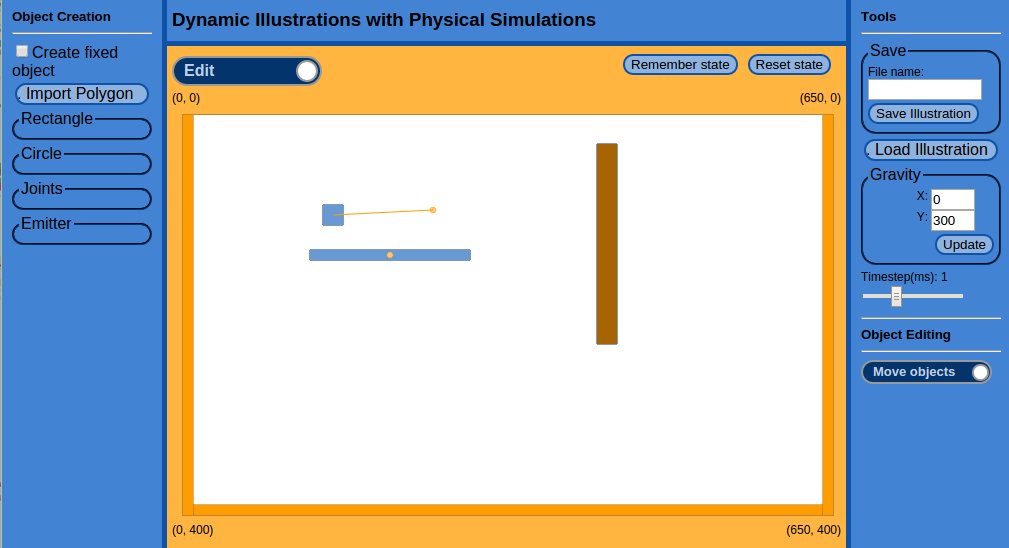 Object Creation
Create fixed
object
Import Polygon
Rectangle
Circle
Joints
Emitter
Dynamic Illustrations with Physical Simulations
Edit
Remember state
Reset state
(0, 0)
(650, 0)
(0, 400)
(650, 400)
Tools
Save
File name:
Save Illustration
Load Illustration
Gravity
X: 0
Y: 300
Update
Timestep(ms): 1
Object Editing
Move objects